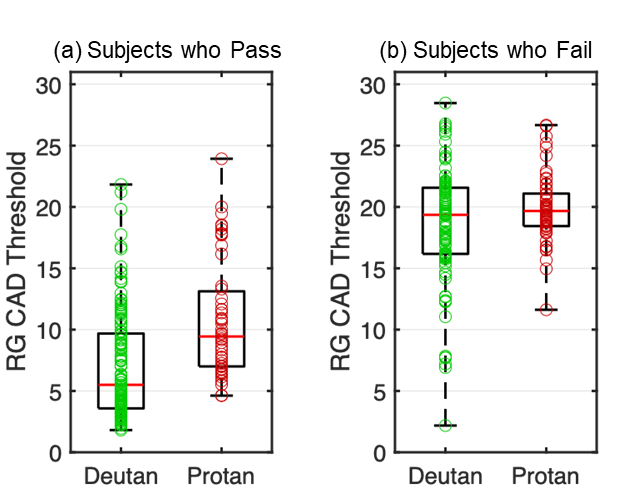 (a) Subjects who Pass
RG CAD Threshold
30
25
20
15
10
5
0
Deutan Protan
(b) Subjects who Fail
RG CAD Threshold
30
25
20
15
10
5
0
Deutan Protan